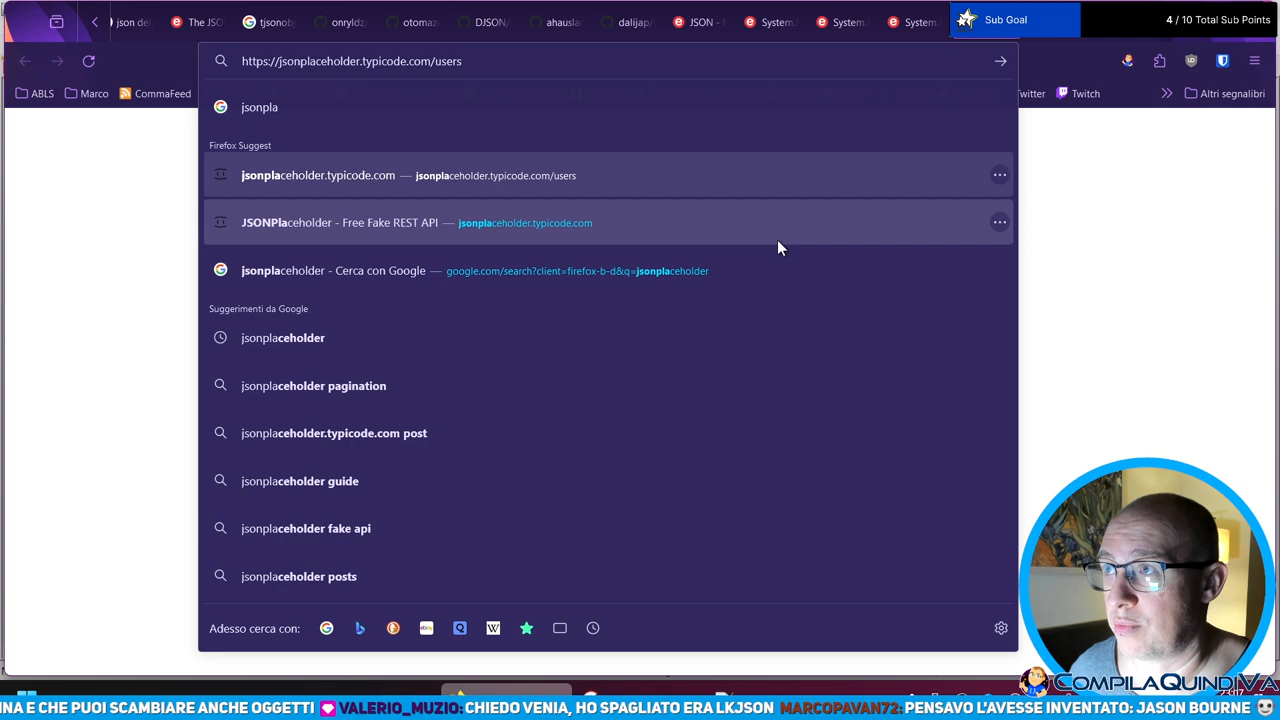 json del
The JSO
tjsonobj
onryldz/
otomaz
DJSON/
ahausla
dalijap/
JSON -
System.
System.
System.
Sub Goal
4 / 10 Total Sub Points
https://jsonplaceholder.typicode.com/users
ABLS
Marco
CommaFeed
Twitter
Twitch
Altri segnalibri
jsonpla
Firefox Suggest
jsonplaceholder.typicode.com — jsonplaceholder.typicode.com/users
JSONPlaceholder - Free Fake REST API — jsonplaceholder.typicode.com
jsonplaceholder - Cerca con Google — google.com/search?client=firefox-b-d&q=jsonplaceholder
Suggerimenti da Google
jsonplaceholder
jsonplaceholder pagination
jsonplaceholder.typicode.com post
jsonplaceholder guide
jsonplaceholder fake api
jsonplaceholder posts
Adesso cerca con:
COMPILAQUINDIVA
INA E CHE PUOI SCAMBIARE ANCHE OGGETTI VALERIO_MUZIO: CHIEDO VENIA, HO SPAGLIATO ERA LKJSON MARCOPAVAN72: PENSAVO L'AVESSE INVENTATO: JASON BOURNE